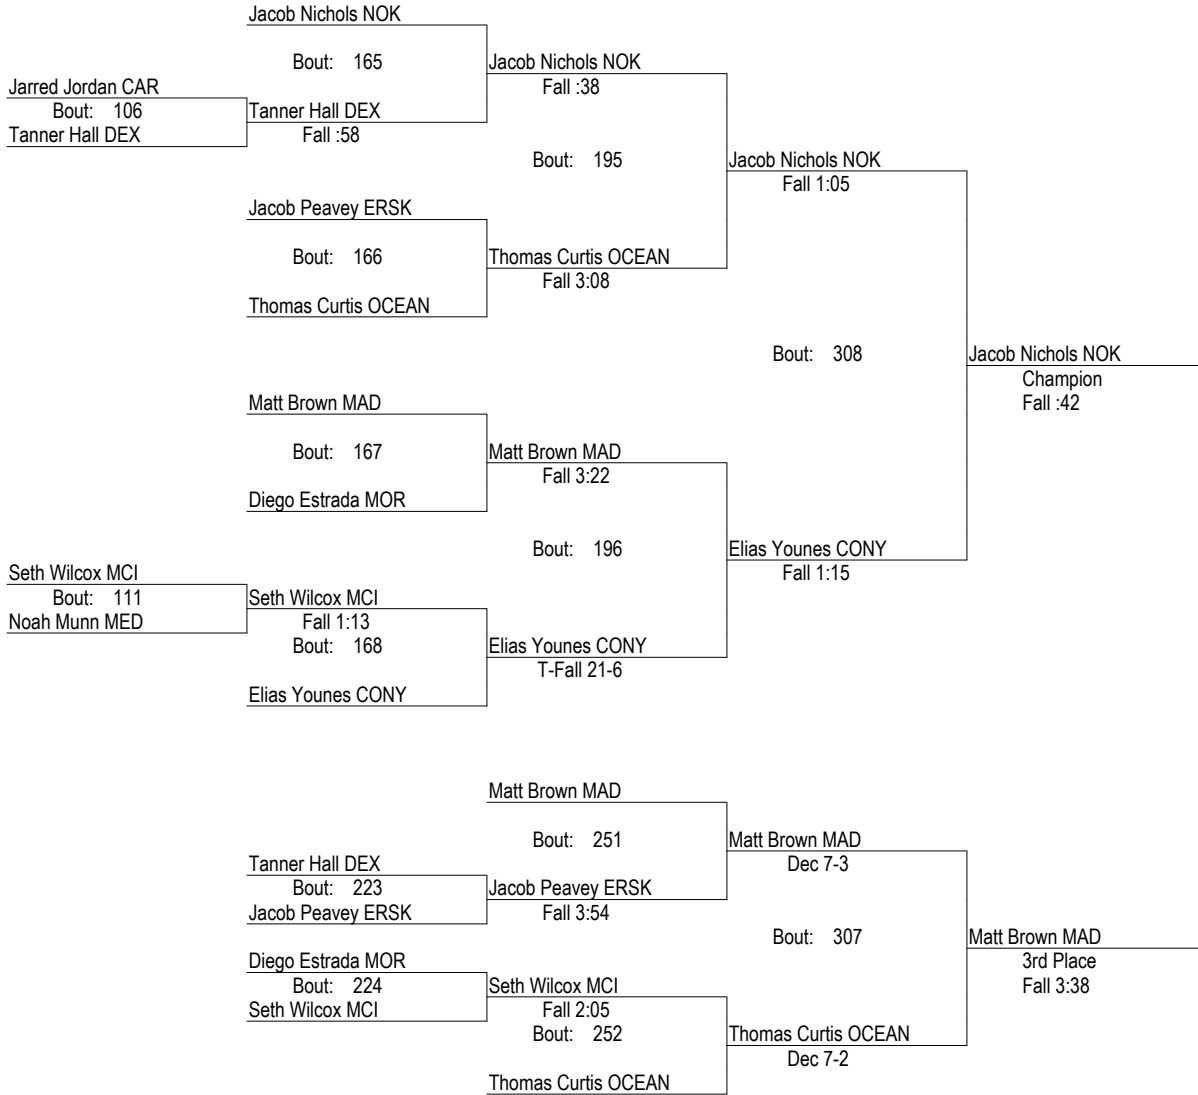 Jacob Nichols NOK
Bout: 165
Jacob Nichols NOK
Fall :38
Jarred Jordan CAR
Bout: 106
Tanner Hall DEX
Tanner Hall DEX
Fall :58
Bout: 195
Jacob Nichols NOK
Fall 1:05
Jacob Peavey ERSK
Bout: 166
Thomas Curtis OCEAN
Fall 3:08
Thomas Curtis OCEAN
Bout: 308
Jacob Nichols NOK
Champion
Fall :42
Matt Brown MAD
Bout: 167
Matt Brown MAD
Fall 3:22
Diego Estrada MOR
Bout: 196
Elias Younes CONY
Fall 1:15
Seth Wilcox MCI
Bout: 111
Noah Munn MED
Seth Wilcox MCI
Fall 1:13
Bout: 168
Elias Younes CONY
T-Fall 21-6
Elias Younes CONY
Matt Brown MAD
Bout: 251
Matt Brown MAD
Dec 7-3
Tanner Hall DEX
Bout: 223
Jacob Peavey ERSK
Jacob Peavey ERSK
Fall 3:54
Bout: 307
Matt Brown MAD
3rd Place
Fall 3:38
Diego Estrada MOR
Bout: 224
Seth Wilcox MCI
Seth Wilcox MCI
Fall 2:05
Bout: 252
Thomas Curtis OCEAN
Dec 7-2
Thomas Curtis OCEAN